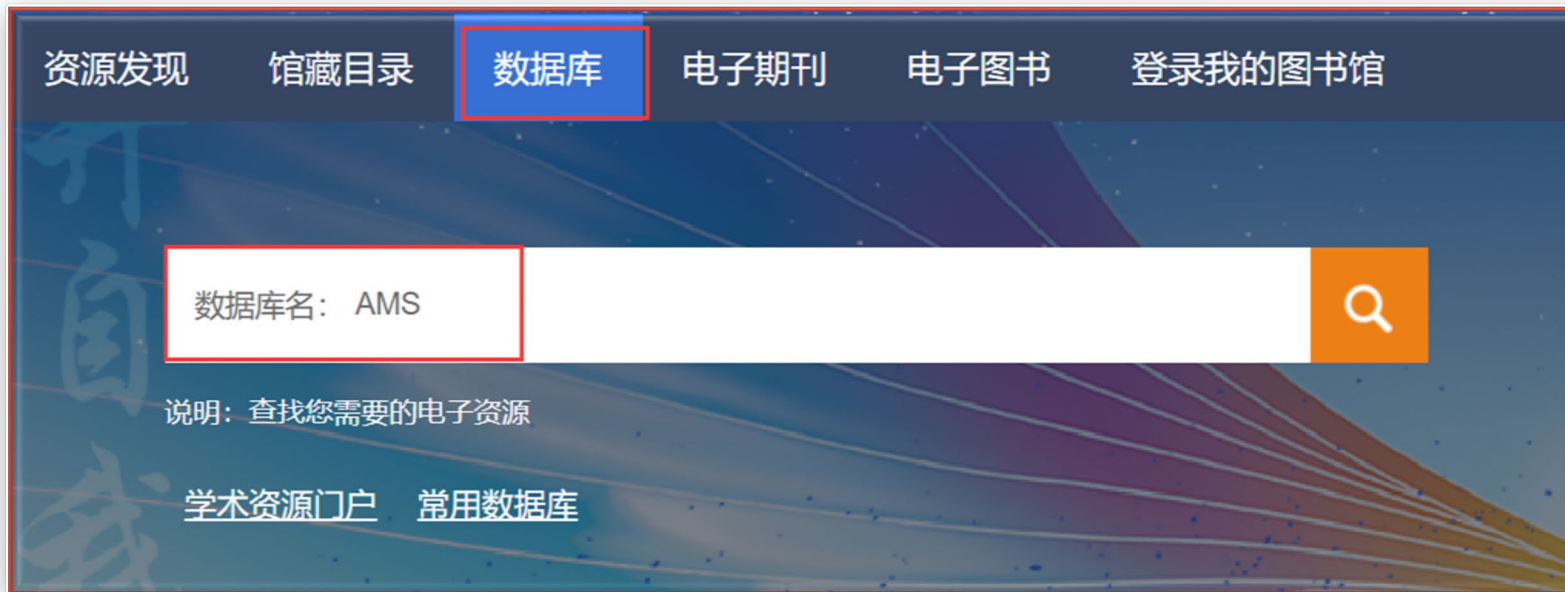 资源发现 馆藏目录 数据库 电子期刊 电子图书 登录我的图书馆
数据库名： AMS
说明：查找您需要的电子资源
学术资源门户 常用数据库
自
我